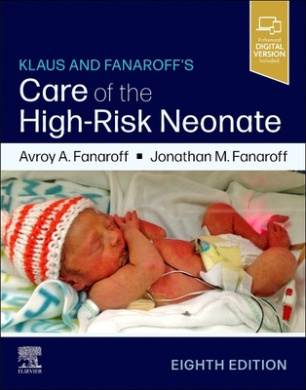 Enhanced
DIGITAL
VERSION
Included
KLAUS AND FANAROFF'S
Care of the
High-Risk Neonate
Avroy A. Fanaroff ■ Jonathan M. Fanaroff
ELSEVIER
EIGHTH EDITION